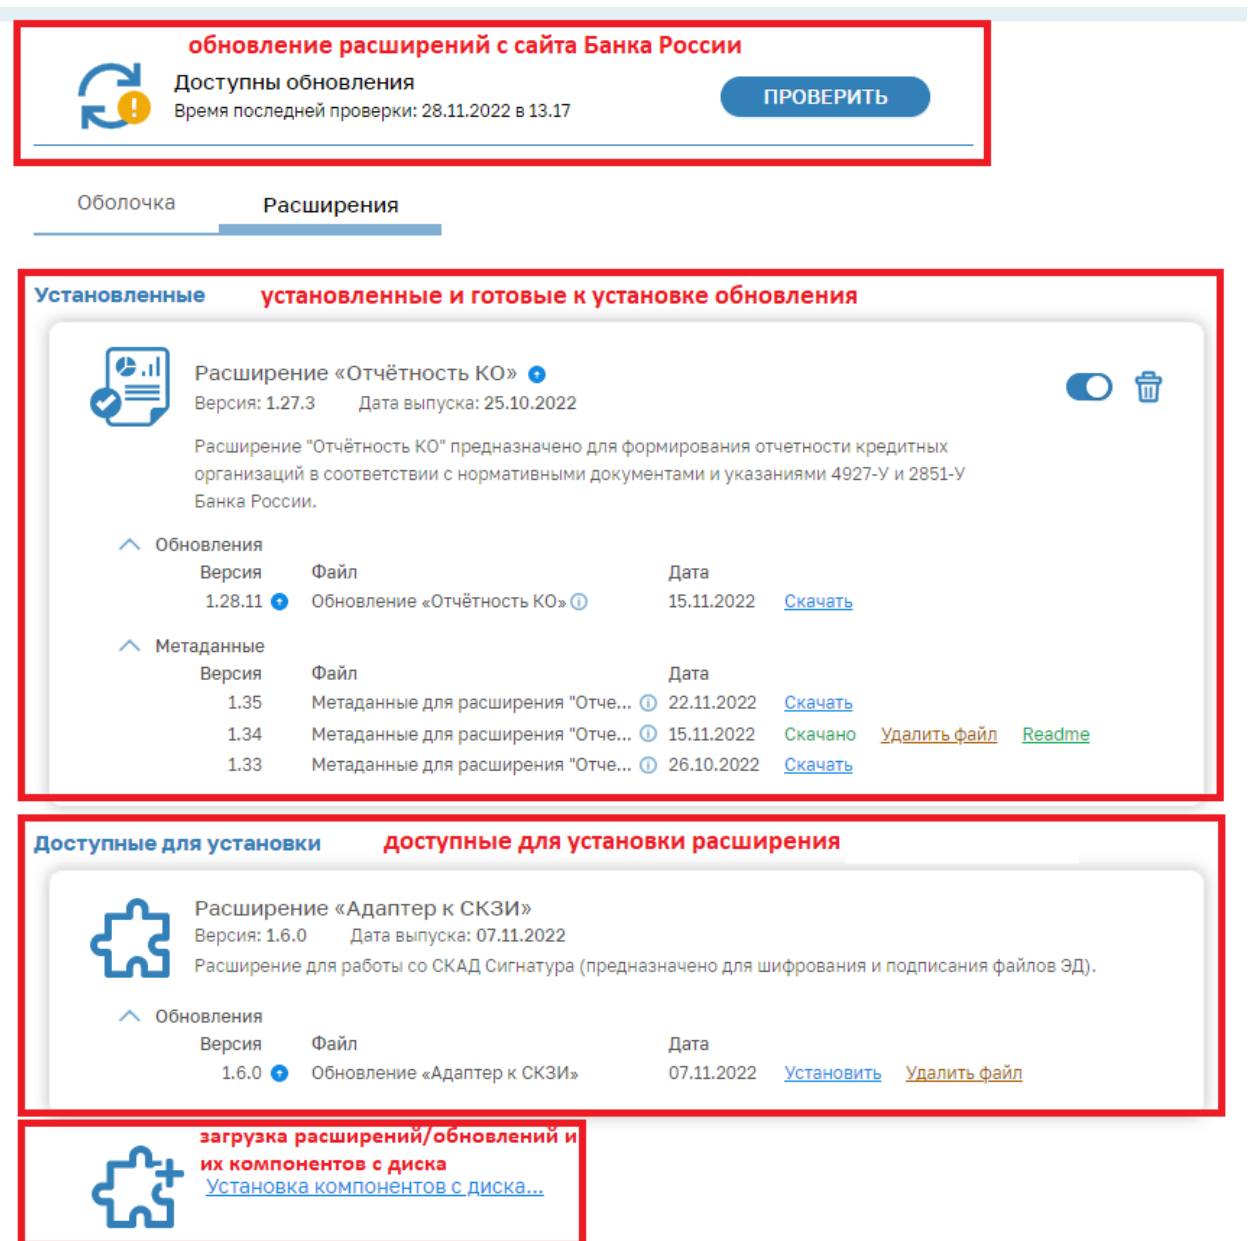 обновление расширений с сайта Банка России
Доступны обновления
Время последней проверки: 28.11.2022 в 13.17
ПРОВЕРИТЬ
Оболочка Расширения
Установленные установленные и готовые к установке обновления
Расширение «Отчётность КО»
Версия: 1.27.3 Дата выпуска: 25.10.2022
Расширение "Отчётность КО" предназначено для формирования отчетности кредитных
организаций в соответствии с нормативными документами и указаниями 4927-У и 2851-У
Банка России.
Обновления
Версия Файл Дата
1.28.11 Обновление «Отчётность КО» 15.11.2022 Скачать
Метаданные
Версия Файл Дата
1.35 Метаданные для расширения "Отче... 22.11.2022 Скачать
1.34 Метаданные для расширения "Отче... 15.11.2022 Скачано Удалить файл Readme
1.33 Метаданные для расширения "Отче... 26.10.2022 Скачать
Доступные для установки доступные для установки расширения
Расширение «Адаптер к СКЗИ»
Версия: 1.6.0 Дата выпуска: 07.11.2022
Расширение для работы со СКАД Сигнатура (предназначено для шифрования и подписания файлов ЭД).
Обновления
Версия Файл Дата
1.6.0 Обновление «Адаптер к СКЗИ» 07.11.2022 Установить Удалить файл
загрузка расширений/обновлений и
их компонентов с диска
Установка компонентов с диска...